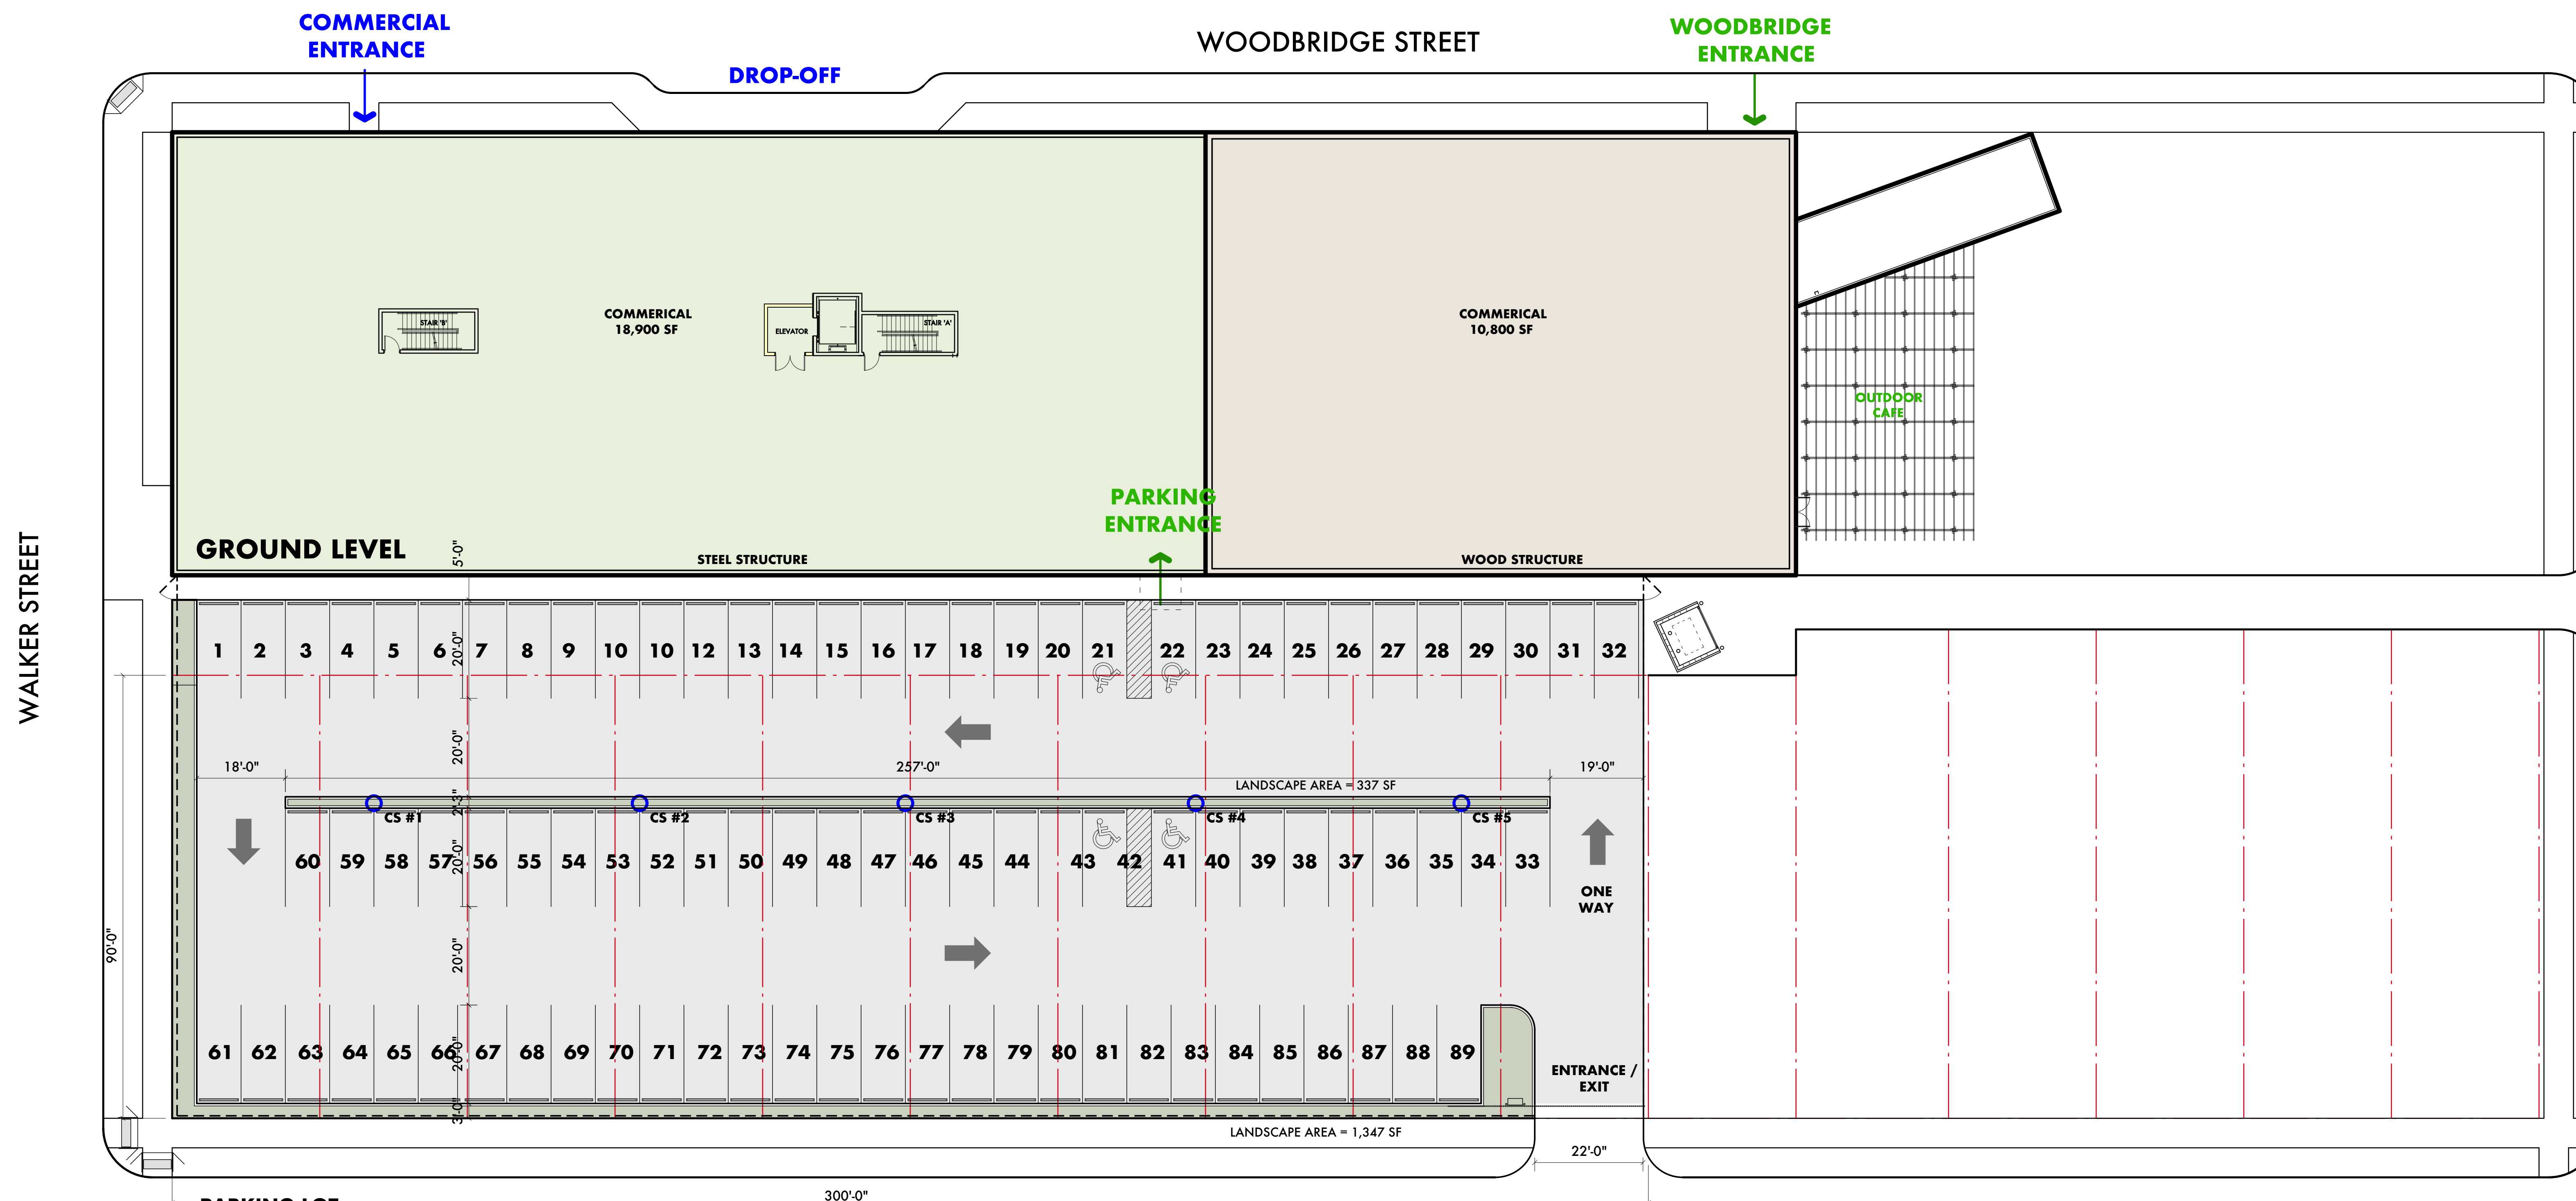 COMMERCIAL
ENTRANCE
DROP-OFF
WOODBRIDGE STREET
WOODBRIDGE
ENTRANCE
STAIR 'B'
COMMERICAL
18,900 SF
ELEVATOR
STAIR 'A'
COMMERICAL
10,800 SF
OUTDOOR
CAFE
PARKING
ENTRANCE
GROUND LEVEL
5'-0"
STEEL STRUCTURE
WOOD STRUCTURE
WALKER STREET
1 2 3 4 5 6 7 8 9 10 10 12 13 14 15 16 17 18 19 20 21 22 23 24 25 26 27 28 29 30 31 32
20'-0"
20'-0"
18'-0"
257'-0"
19'-0"
LANDSCAPE AREA = 337 SF
2'-3"
CS #1 CS #2 CS #3 CS #4 CS #5
60 59 58 57 56 55 54 53 52 51 50 49 48 47 46 45 44 43 42 41 40 39 38 37 36 35 34 33
20'-0"
ONE
WAY
90'-0"
20'-0"
61 62 63 64 65 66 67 68 69 70 71 72 73 74 75 76 77 78 79 80 81 82 83 84 85 86 87 88 89
20'-0"
ENTRANCE /
EXIT
3'-0"
LANDSCAPE AREA = 1,347 SF
22'-0"
300'-0"
PARKING LOT